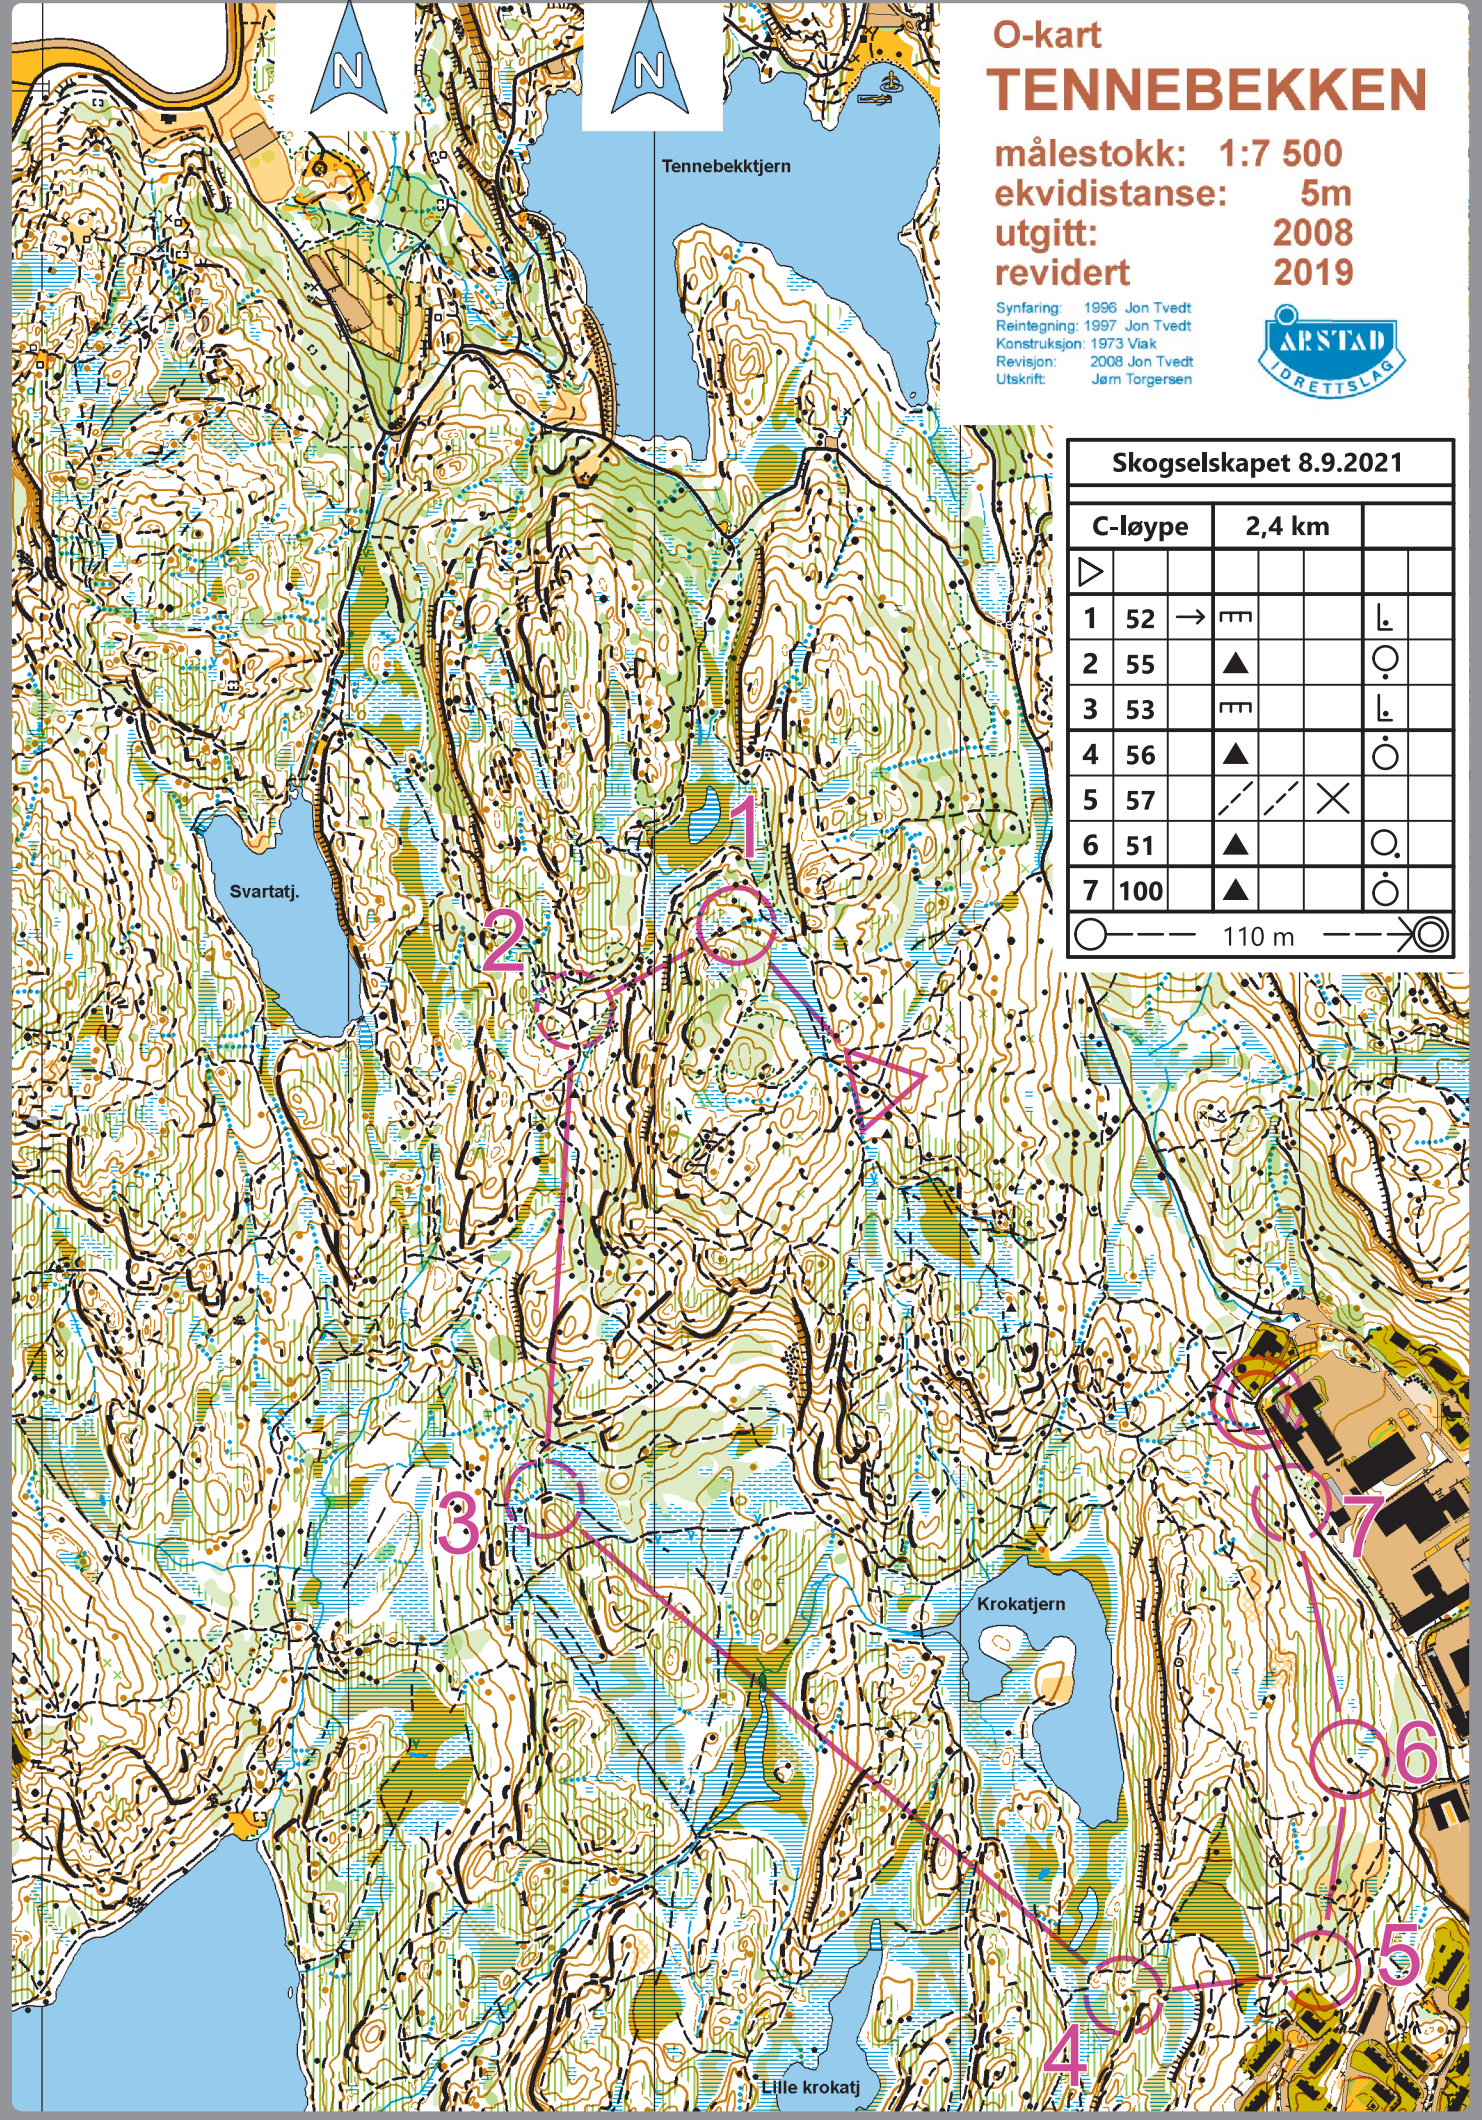 N
N
O-kart
TENNEBEKKEN
målestokk: 1:7 500
ekvidistanse: 5m
utgitt: 2008
revidert 2019
Synfaring: 1996 Jon Tvedt
Reintegning: 1997 Jon Tvedt
Konstruksjon: 1973 Viak
Revisjon: 2008 Jon Tvedt
Utskrift: Jørn Torgersen
ÅRSTAD
IDRETTSLAG
Tennebekktjern
Skogselskapet 8.9.2021
C-løype 2,4 km
1 52
2 55
3 53
4 56
5 57
6 51
7 100
110 m
1
Svartatj.
2
3
7
Krokatjern
6
5
4
Lille krokatj